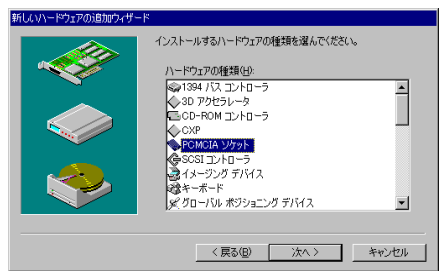 新しいハードウェアの追加ウィザード
インストールするハードウェアの種類を選んでください。
ハードウェアの種類(H):
1394 バス コントローラ
3D アクセラレータ
CD-ROM コントローラ
CXP
PCMCIA ソケット
SCSI コントローラ
イメージング デバイス
キーボード
グローバル ポジショニング デバイス
< 戻る(B)
次へ >
キャンセル